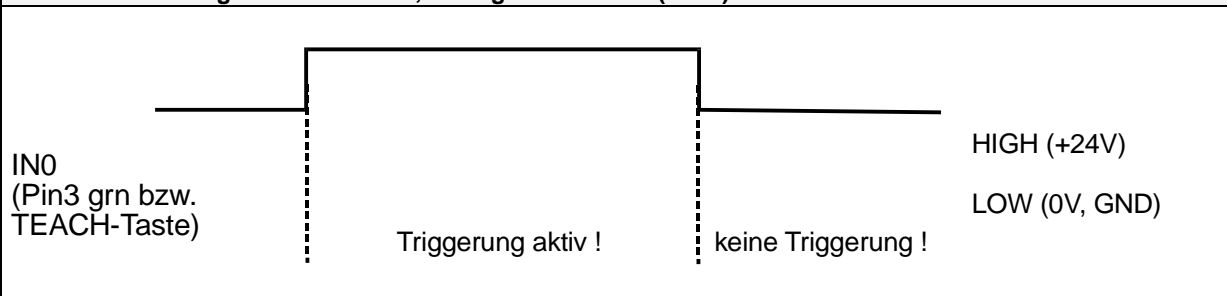 IN0
(Pin3 grn bzw.
TEACH-Taste)
HIGH (+24V)
LOW (0V, GND)
Triggerung aktiv !
keine Triggerung !